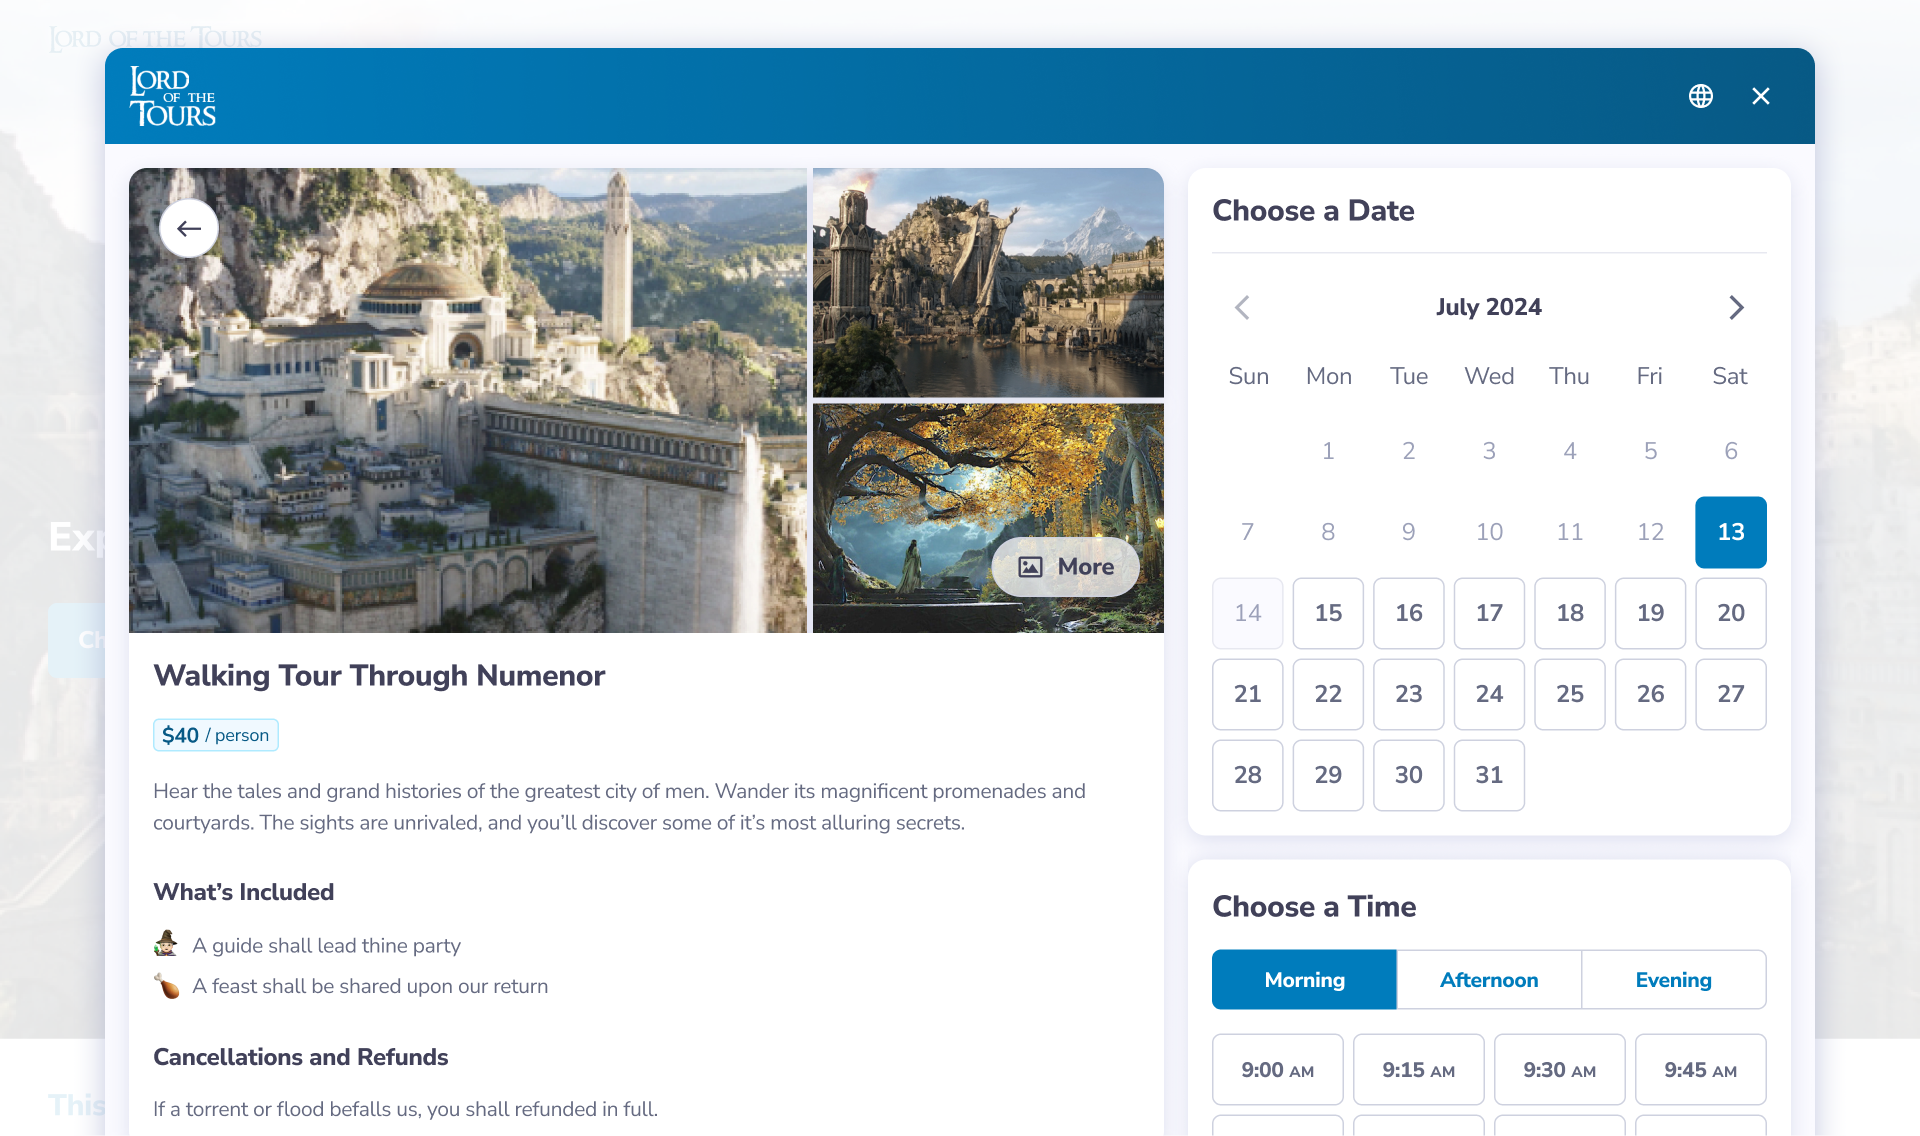 LORD OF THE TOURS
LORD
OF THE
TOURS
Exp
Ch
This
More
Walking Tour Through Numenor
$40 / person
Hear the tales and grand histories of the greatest city of men. Wander its magnificent promenades and
courtyards. The sights are unrivaled, and you’ll discover some of it’s most alluring secrets.
What’s Included
A guide shall lead thine party
A feast shall be shared upon our return
Cancellations and Refunds
If a torrent or flood befalls us, you shall refunded in full.
Choose a Date
July 2024
Sun Mon Tue Wed Thu Fri Sat
1 2 3 4 5 6
7 8 9 10 11 12 13
14 15 16 17 18 19 20
21 22 23 24 25 26 27
28 29 30 31
Choose a Time
Morning Afternoon Evening
9:00 AM 9:15 AM 9:30 AM 9:45 AM